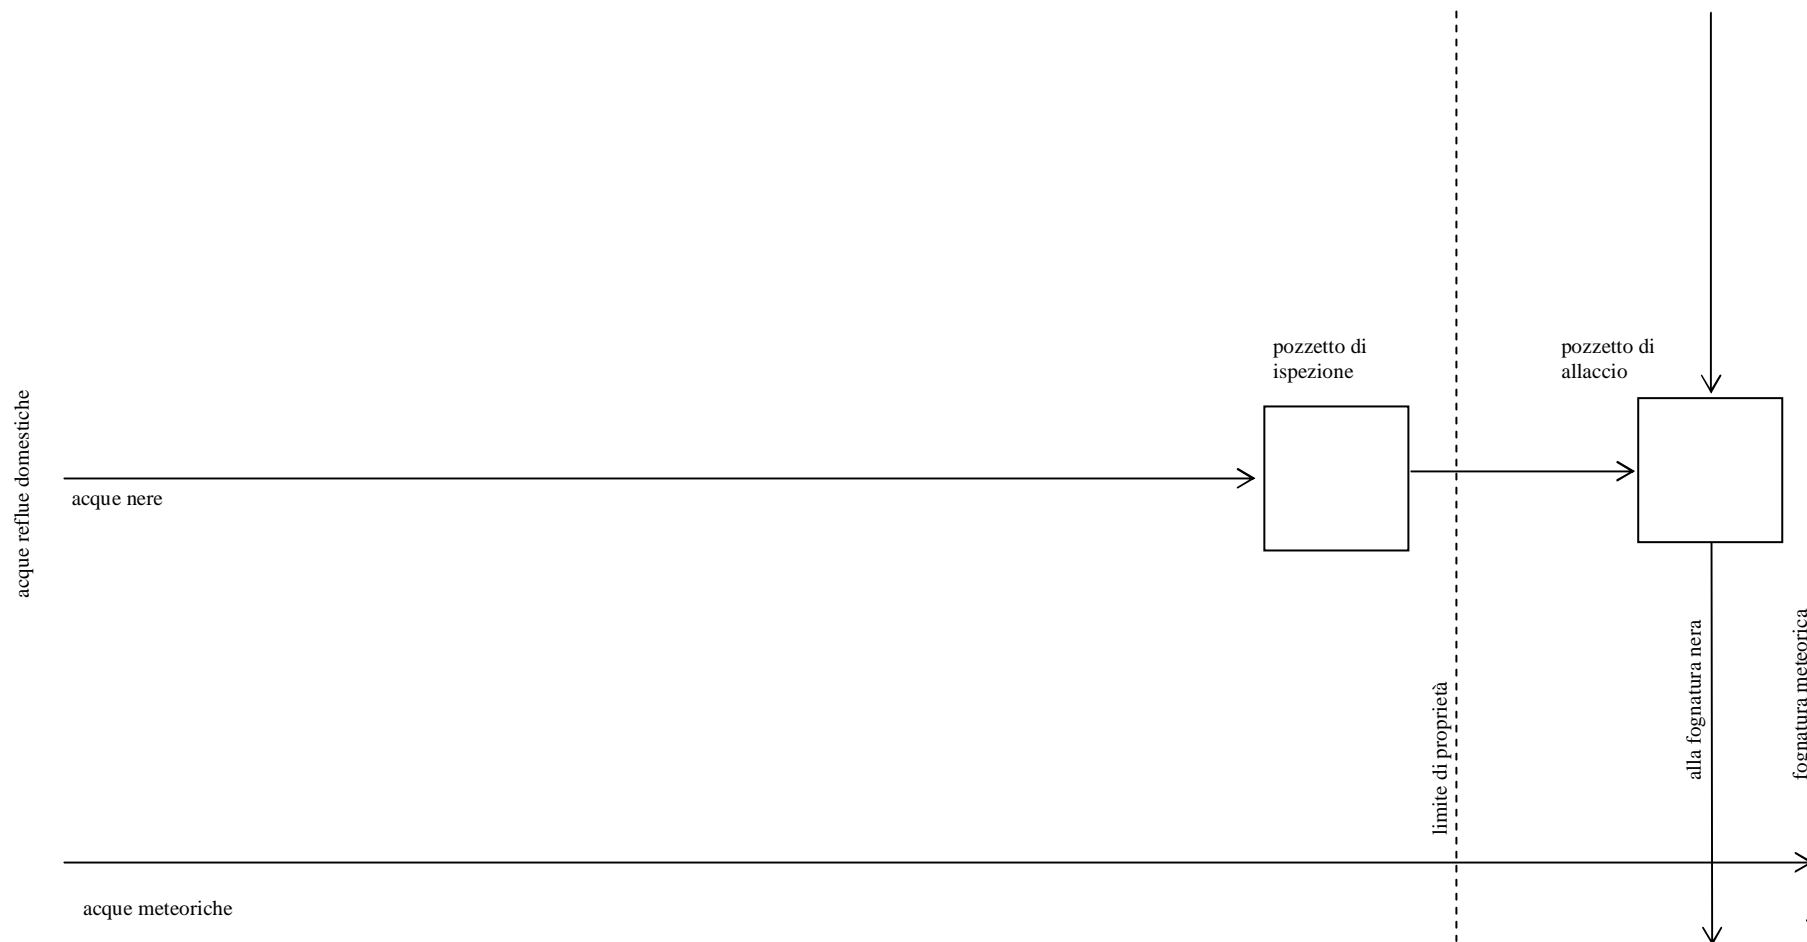 pozzetto di
ispezione
pozzetto di
allaccio
acque reflue domestiche
acque nere
limite di proprietà
alla fognatura nera
fognatura meteorica
acque meteoriche